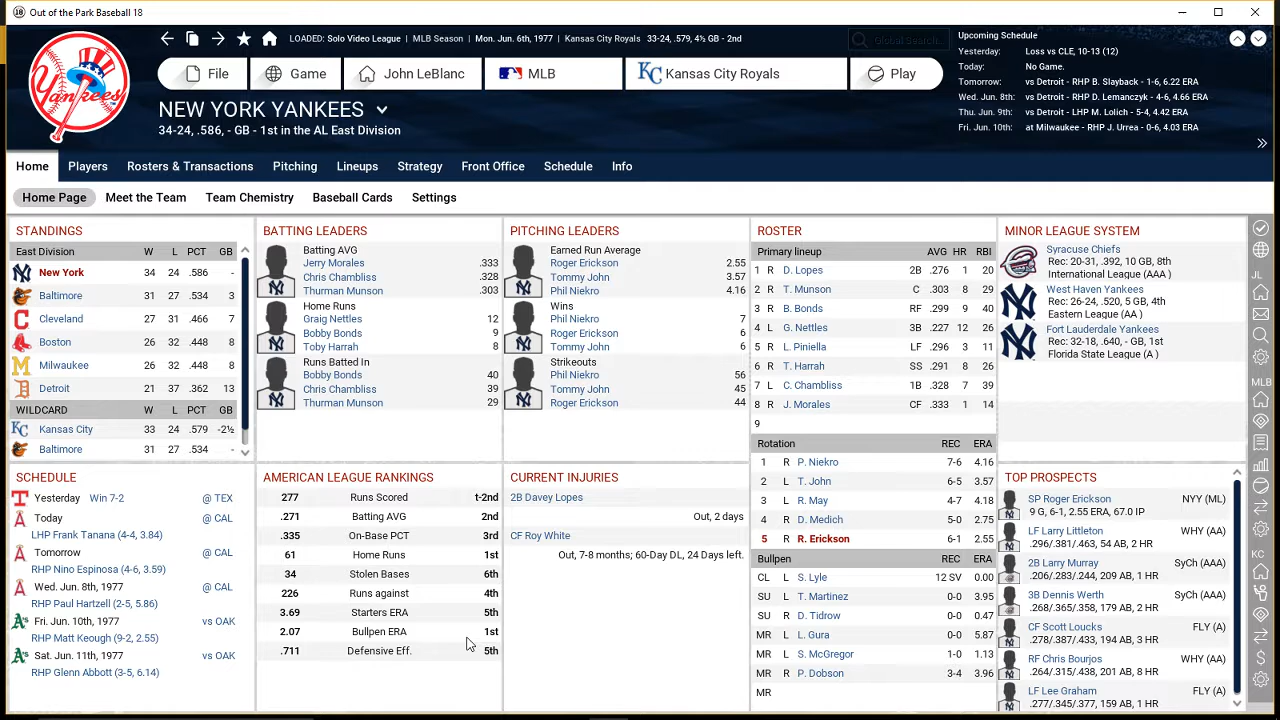 Out of the Park Baseball 18
LOADED: Solo Video League | MLB Season | Mon. Jun. 6th, 1977 | Kansas City Royals 33-24, .579, 4½ GB - 2nd
Global Search...
File Game John LeBlanc MLB Kansas City Royals Play
NEW YORK YANKEES
34-24, .586, - GB - 1st in the AL East Division
Upcoming Schedule
Yesterday: Loss vs CLE, 10-13 (12)
Today: No Game.
Tomorrow: vs Detroit - RHP B. Slayback - 1-6, 6.22 ERA
Wed. Jun. 8th: vs Detroit - RHP D. Lemanczyk - 4-6, 4.66 ERA
Thu. Jun. 9th: vs Detroit - LHP M. Lolich - 5-4, 4.42 ERA
Fri. Jun. 10th: at Milwaukee - RHP J. Urrea - 0-6, 4.03 ERA
Home Players Rosters & Transactions Pitching Lineups Strategy Front Office Schedule Info
Home Page Meet the Team Team Chemistry Baseball Cards Settings
STANDINGS
East Division W L PCT GB
New York 34 24 .586 -
Baltimore 31 27 .534 3
Cleveland 27 31 .466 7
Boston 26 32 .448 8
Milwaukee 26 32 .448 8
Detroit 21 37 .362 13
WILDCARD W L PCT GB
Kansas City 33 24 .579 -2½
Baltimore 31 27 .534 -
BATTING LEADERS
Batting AVG
Jerry Morales .333
Chris Chambliss .328
Thurman Munson .303
Home Runs
Graig Nettles 12
Bobby Bonds 9
Toby Harrah 8
Runs Batted In
Bobby Bonds 40
Chris Chambliss 39
Thurman Munson 29
PITCHING LEADERS
Earned Run Average
Roger Erickson 2.55
Tommy John 3.57
Phil Niekro 4.16
Wins
Phil Niekro 7
Roger Erickson 6
Tommy John 6
Strikeouts
Phil Niekro 56
Tommy John 45
Roger Erickson 44
ROSTER
Primary lineup AVG HR RBI
1 R D. Lopes 2B .276 1 20
2 R T. Munson C .303 8 29
3 R B. Bonds RF .299 9 40
4 L G. Nettles 3B .227 12 26
5 R L. Piniella LF .296 3 11
6 R T. Harrah SS .291 8 26
7 L C. Chambliss 1B .328 7 39
8 R J. Morales CF .333 1 14
9
Rotation REC ERA
1 R P. Niekro 7-6 4.16
2 L T. John 6-5 3.57
3 L R. May 4-7 4.18
4 R D. Medich 5-0 2.75
5 R R. Erickson 6-1 2.55
Bullpen REC ERA
CL L S. Lyle 12 SV 0.00
SU L T. Martinez 0-0 3.95
SU R D. Tidrow 0-0 0.47
MR L L. Gura 0-0 5.87
MR L S. McGregor 1-0 1.13
MR R P. Dobson 3-4 3.96
MR
MINOR LEAGUE SYSTEM
Syracuse Chiefs
Rec: 20-31, .392, 10 GB, 8th
International League (AAA )
West Haven Yankees
Rec: 26-24, .520, 5 GB, 4th
Eastern League (AA )
Fort Lauderdale Yankees
Rec: 32-18, .640, - GB, 1st
Florida State League (A )
SCHEDULE
Yesterday Win 7-2 @ TEX
Today @ CAL
LHP Frank Tanana (4-4, 3.84)
Tomorrow @ CAL
RHP Nino Espinosa (4-6, 3.59)
Wed. Jun. 8th, 1977 @ CAL
RHP Paul Hartzell (2-5, 5.86)
Fri. Jun. 10th, 1977 vs OAK
RHP Matt Keough (9-2, 2.55)
Sat. Jun. 11th, 1977 vs OAK
RHP Glenn Abbott (3-5, 6.14)
AMERICAN LEAGUE RANKINGS
277 Runs Scored t-2nd
.271 Batting AVG 2nd
.335 On-Base PCT 3rd
61 Home Runs 1st
34 Stolen Bases 6th
226 Runs against 4th
3.69 Starters ERA 5th
2.07 Bullpen ERA 1st
.711 Defensive Eff. 5th
CURRENT INJURIES
2B Davey Lopes
Out, 2 days
CF Roy White
Out, 7-8 months; 60-Day DL, 24 Days left.
TOP PROSPECTS
SP Roger Erickson NYY (ML)
9 G, 6-1, 2.55 ERA, 67.0 IP
LF Larry Littleton WHY (AA)
.296/.381/.463, 54 AB, 2 HR
2B Larry Murray SyCh (AAA)
.206/.283/.244, 209 AB, 1 HR
3B Dennis Werth SyCh (AAA)
.268/.365/.358, 179 AB, 2 HR
CF Scott Loucks FLY (A)
.278/.387/.433, 194 AB, 3 HR
RF Chris Bourjos WHY (AA)
.264/.315/.438, 201 AB, 8 HR
LF Lee Graham FLY (A)
.277/.345/.377, 159 AB, 1 HR
JL
MLB
KC